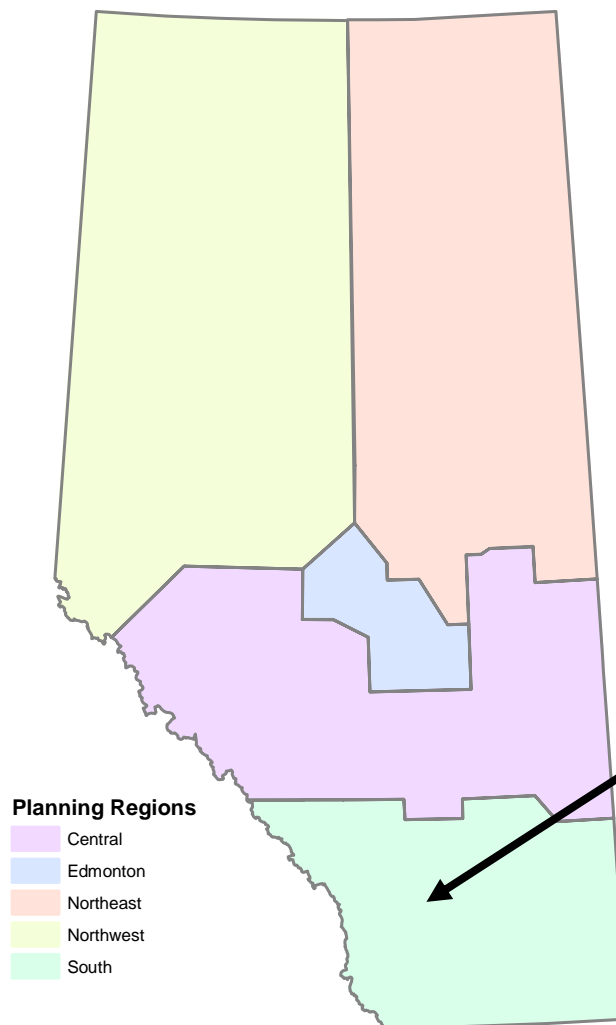 Planning Regions
Central
Edmonton
Northeast
Northwest
South